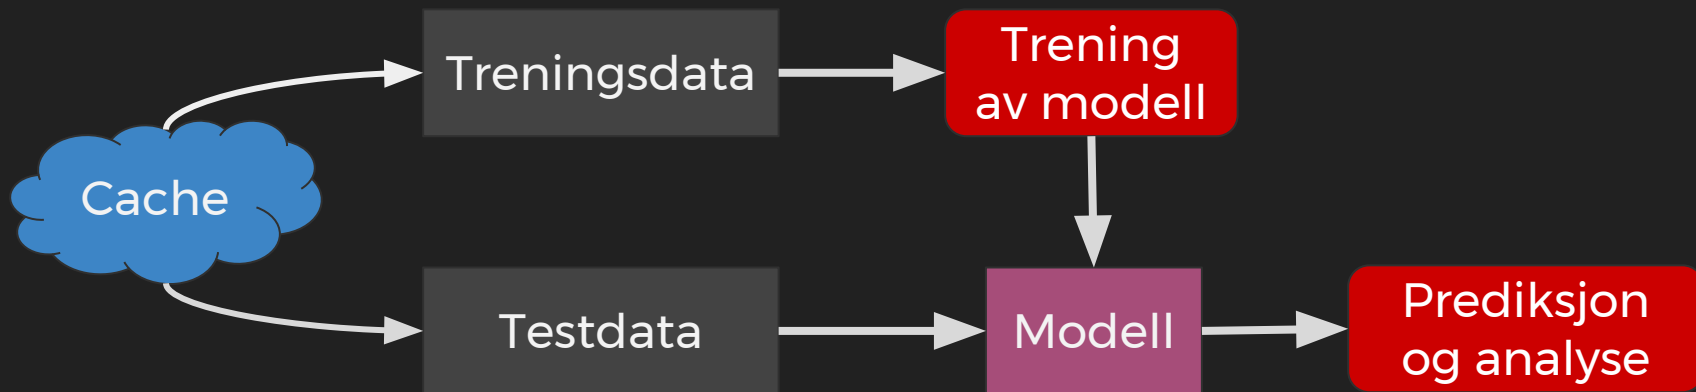 Treningsdata
Trening
av modell
Cache
Testdata
Modell
Prediksjon
og analyse